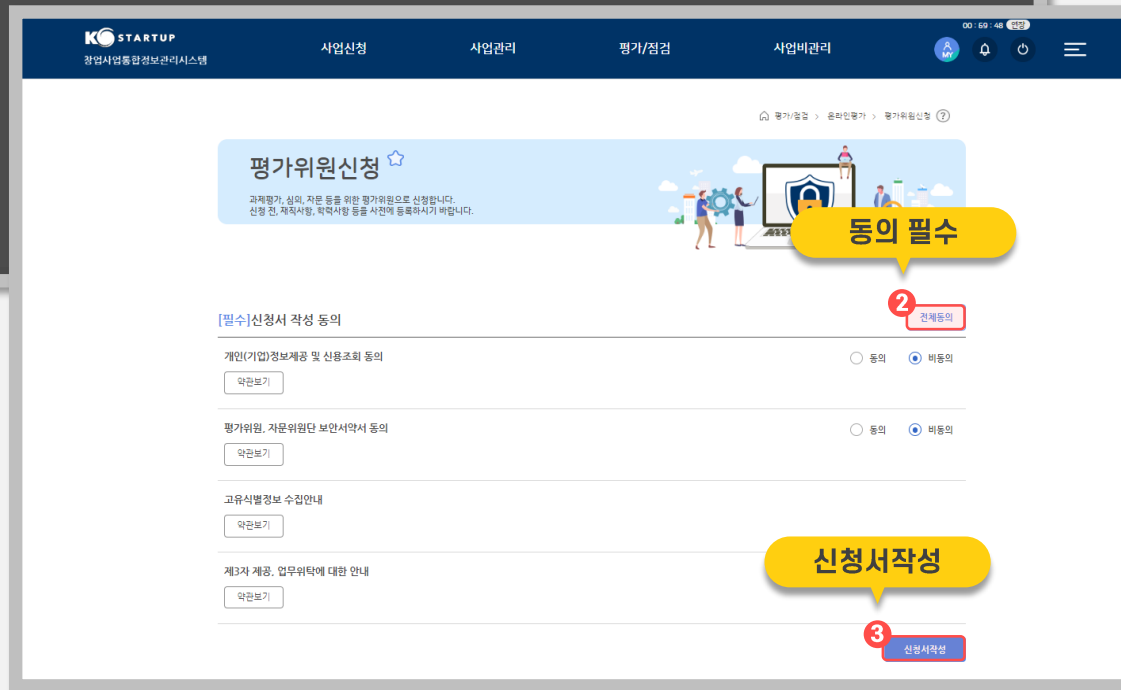 00 : 59 : 48 연장
K STARTUP
창업사업통합정보관리시스템
사업신청
사업관리
평가/점검
사업비관리
MY
평가/점검 > 온라인평가 > 평가위원신청 ?
평가위원신청
과제평가, 심의, 자문 등을 위한 평가위원으로 신청합니다.
신청 전, 재직사항, 학력사항 등을 사전에 등록하시기 바랍니다.
동의 필수
2
[필수]신청서 작성 동의
전체동의
개인(기업)정보제공 및 신용조회 동의
동의
비동의
약관보기
평가위원, 자문위원단 보안서약서 동의
동의
비동의
약관보기
고유식별정보 수집안내
약관보기
신청서작성
제3자 제공, 업무위탁에 대한 안내
약관보기
3
신청서작성